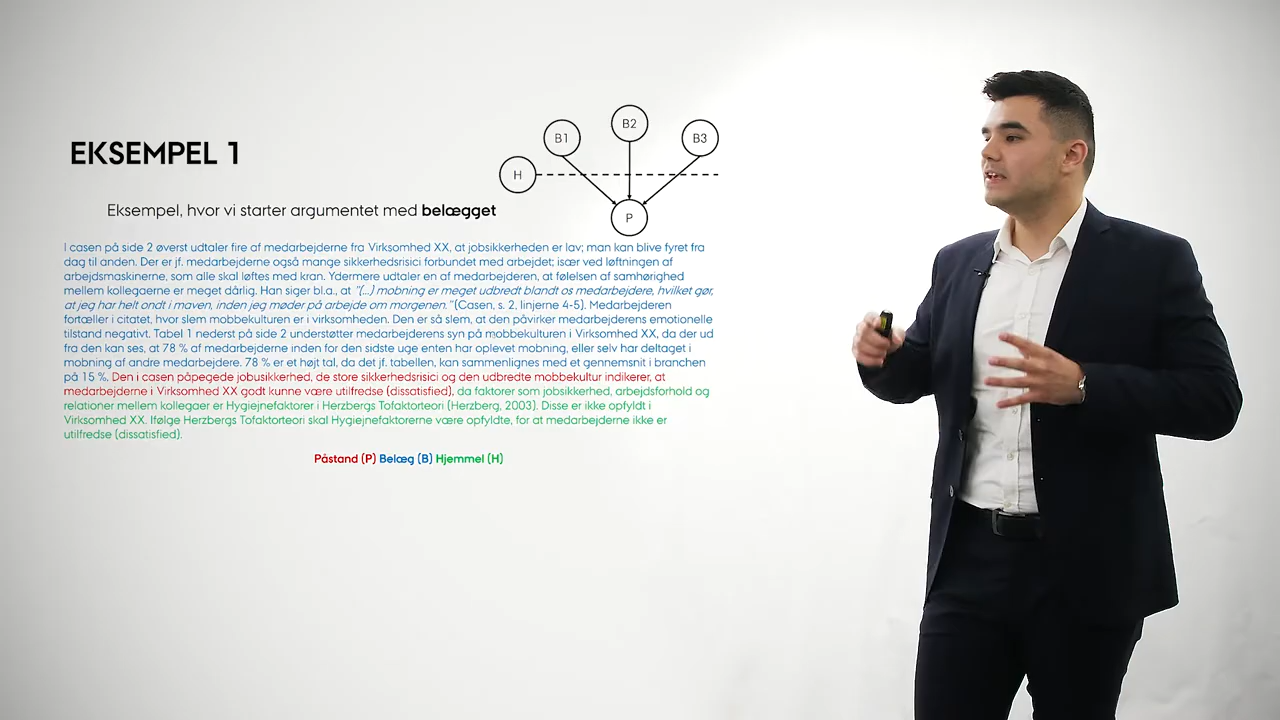 EKSEMPEL 1
B1
B2
B3
H
P
Eksempel, hvor vi starter argumentet med belægget
I casen på side 2 øverst udtaler fire af medarbejderne fra Virksomhed XX, at jobsikkerheden er lav; man kan blive fyret fra
dag til anden. Der er jf. medarbejderne også mange sikkerhedsrisici forbundet med arbejdet; især ved løftningen af
arbejdsmaskinerne, som alle skal løftes med kran. Ydermere udtaler en af medarbejderen, at følelsen af samhørighed
mellem kollegaerne er meget dårlig. Han siger bl.a., at "(...) mobning er meget udbredt blandt os medarbejdere, hvilket gør,
at jeg har helt ondt i maven, inden jeg møder på arbejde om morgenen." (Casen, s. 2, linjerne 4-5). Medarbejderen
fortæller i citatet, hvor slem mobbekulturen er i virksomheden. Den er så slem, at den påvirker medarbejderens emotionelle
tilstand negativt. Tabel 1 nederst på side 2 understøtter medarbejderens syn på mobbekulturen i Virksomhed XX, da der ud
fra den kan ses, at 78 % af medarbejderne inden for den sidste uge enten har oplevet mobning, eller selv har deltaget i
mobning af andre medarbejdere. 78 % er et højt tal, da det jf. tabellen, kan sammenlignes med et gennemsnit i branchen
på 15 %. Den i casen påpegede jobusikkerhed, de store sikkerhedsrisici og den udbredte mobbekultur indikerer, at
medarbejderne i Virksomhed XX godt kunne være utilfredse (dissatisfied), da faktorer som jobsikkerhed, arbejdsforhold og
relationer mellem kollegaer er Hygiejnefaktorer i Herzbergs Tofaktorteori (Herzberg, 2003). Disse er ikke opfyldt i
Virksomhed XX. Ifølge Herzbergs Tofaktorteori skal Hygiejnefaktorerne være opfyldte, for at medarbejderne ikke er
utilfredse (dissatisfied).
Påstand (P) Belæg (B) Hjemmel (H)